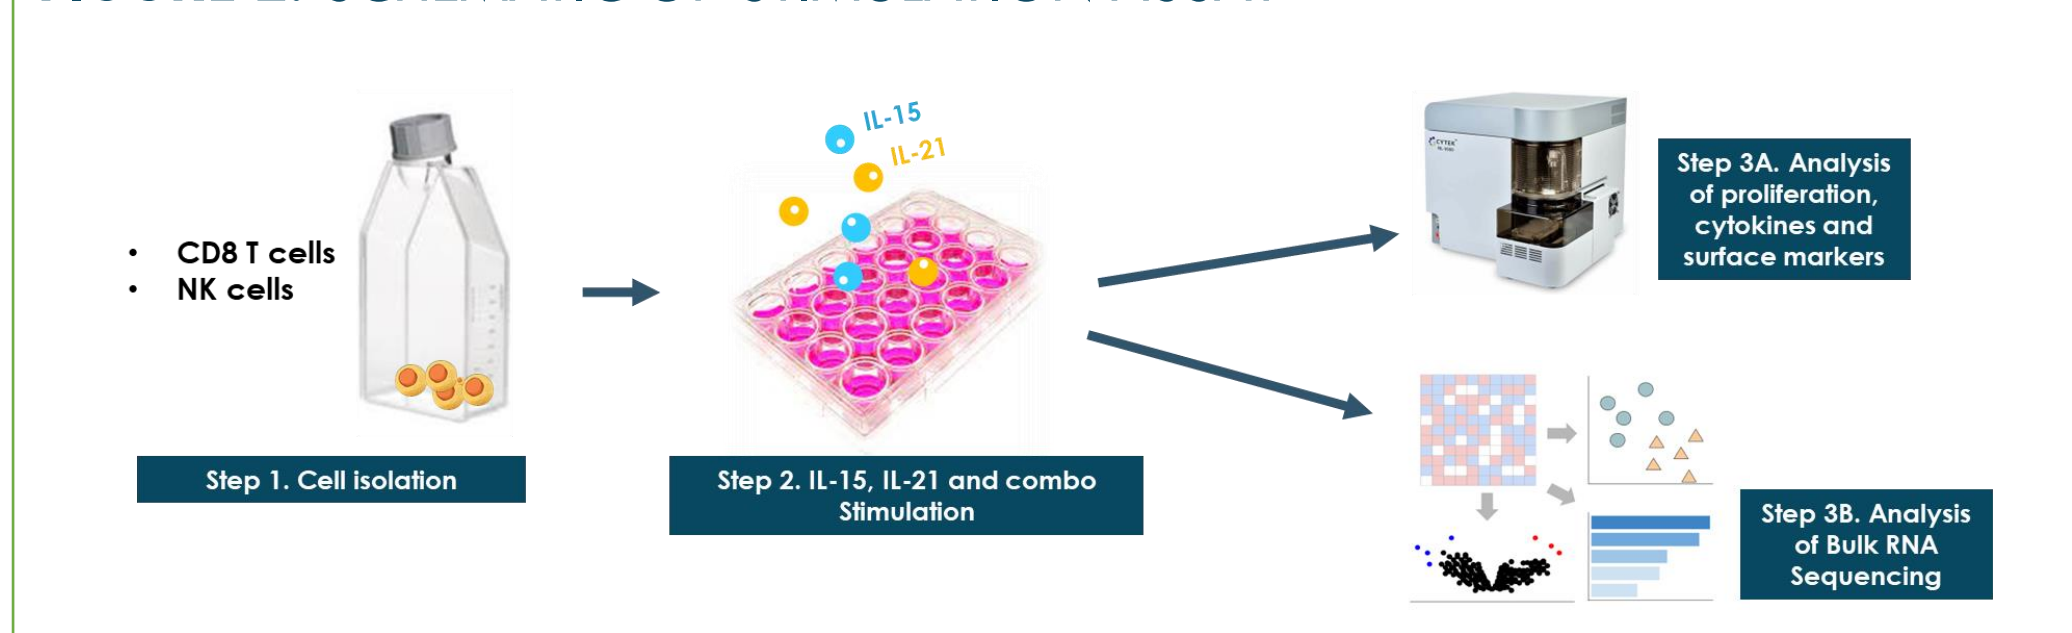 • CD8 T cells
• NK cells
Step 1. Cell isolation
IL-15
IL-21
Step 2. IL-15, IL-21 and combo
Stimulation
CYTEK
Step 3A. Analysis
of proliferation,
cytokines and
surface markers
Step 3B. Analysis
of Bulk RNA
Sequencing